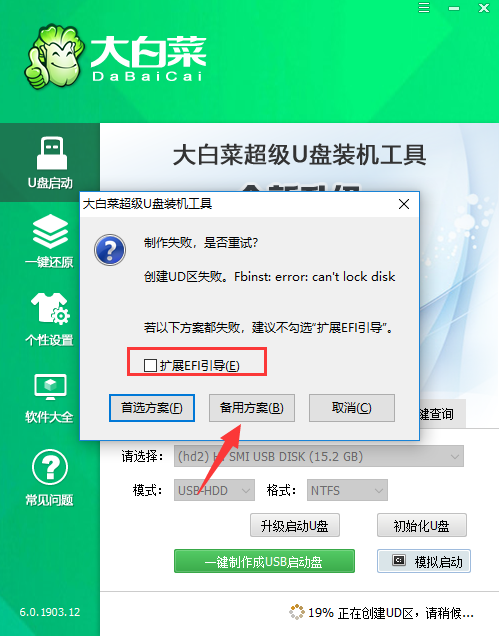 大白菜
DaBaiCai
U盘启动
一键还原
个性设置
软件大全
常见问题
6.0.1903.12
大白菜超级U盘装机工具
大白菜超级U盘装机工具
制作失败，是否重试？
创建UD区失败。Fbinst: error: can't lock disk
若以下方案都失败，建议不勾选“扩展EFI引导”。
扩展EFI引导(E)
首选方案(F)
备用方案(B)
取消(C)
键查询
请选择：
(hd2) H: SMI USB DISK (15.2 GB)
模式：
USB-HDD
格式：
NTFS
升级启动U盘
初始化U盘
一键制作成USB启动盘
模拟启动
19% 正在创建UD区，请稍候...